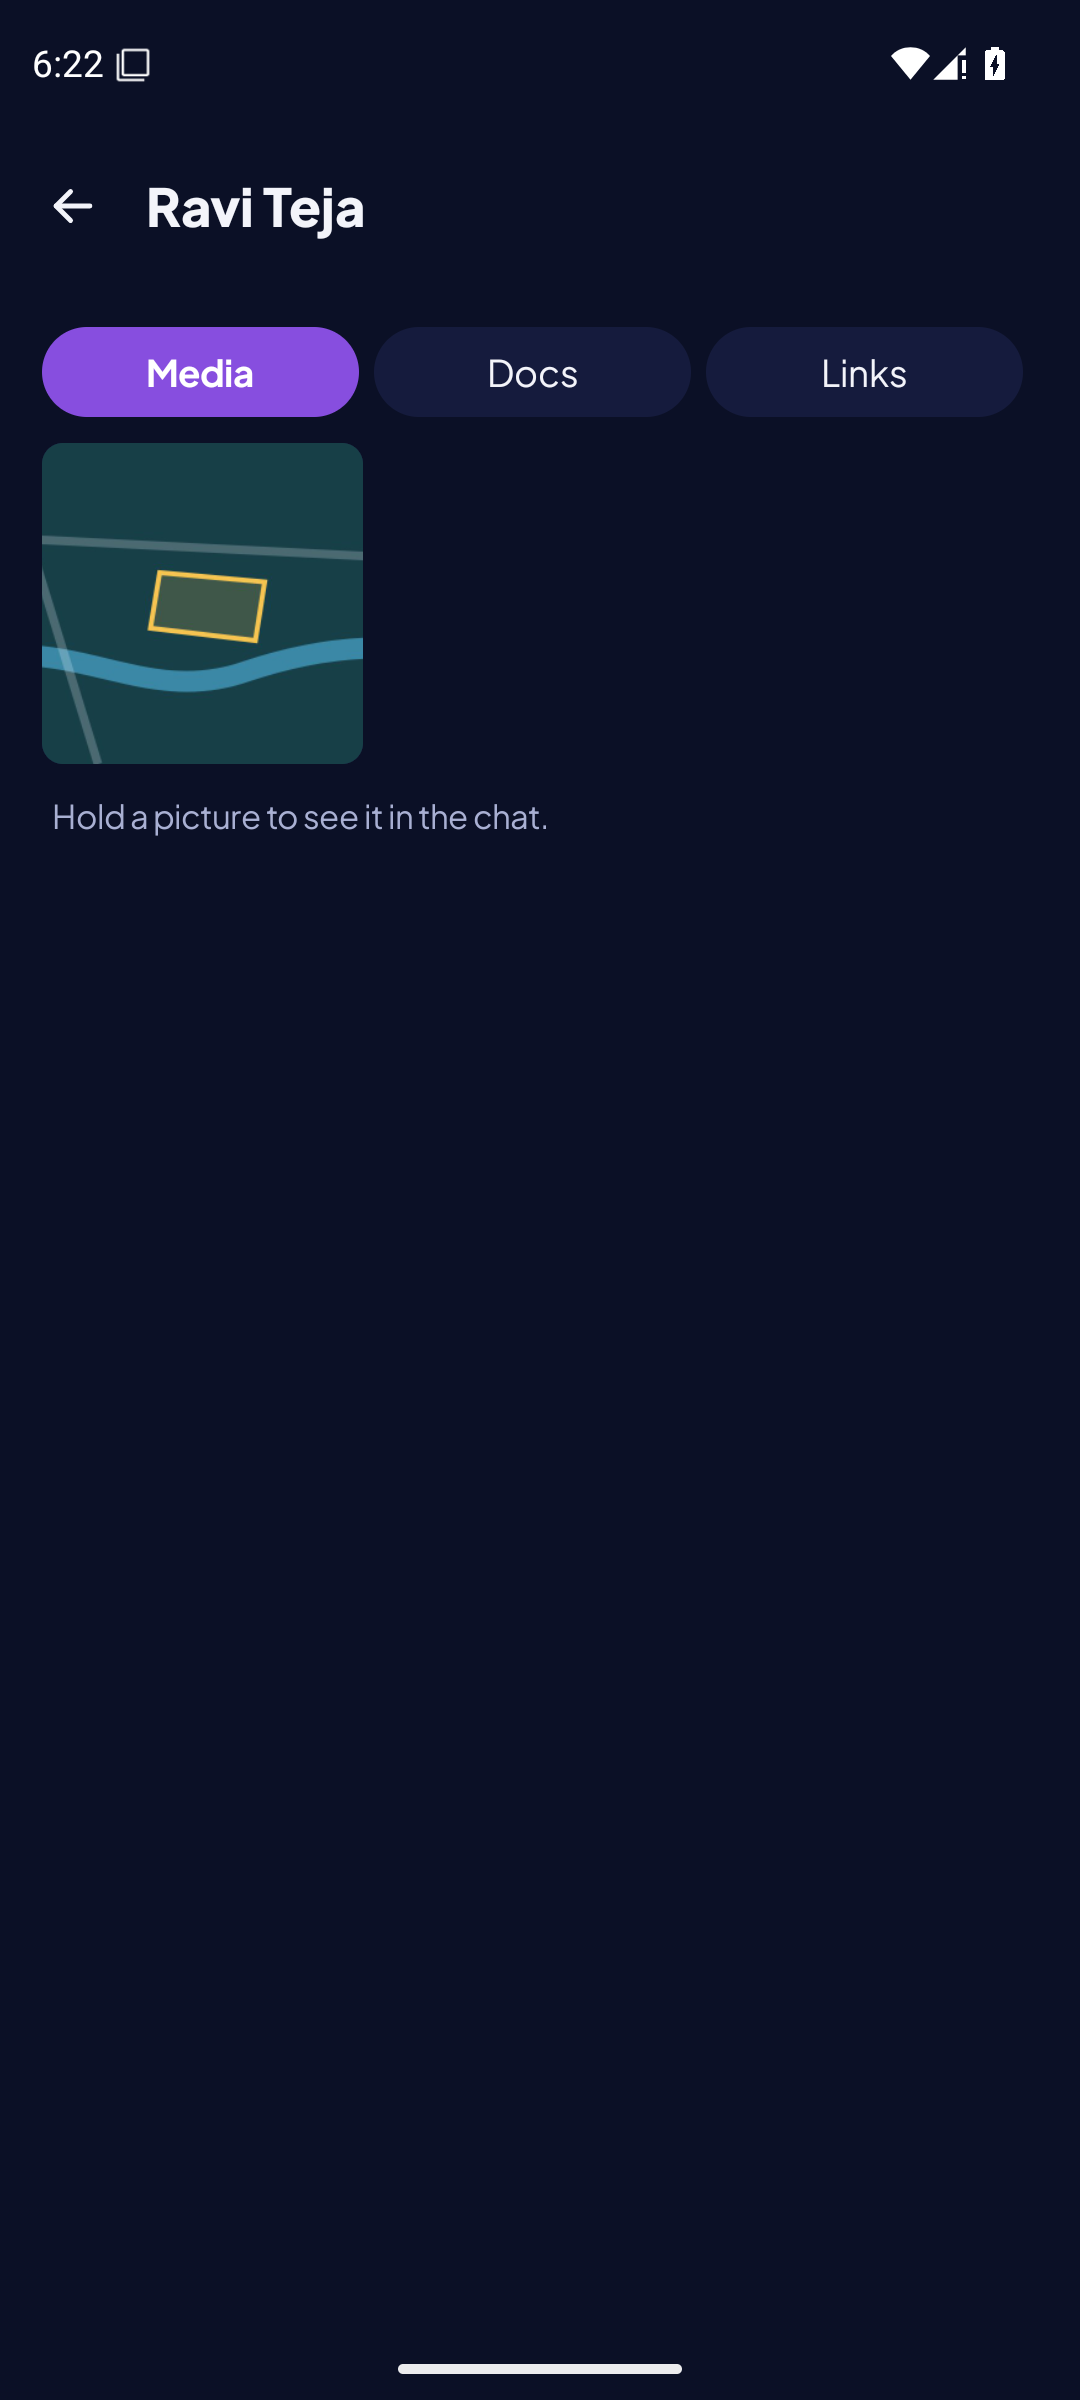 6:22
Ravi Teja
Media
Docs
Links
Hold a picture to see it in the chat.